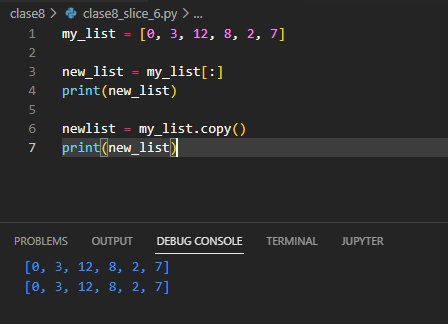 clase8 > clase8_slice_6.py > ...
1 my_list = [0, 3, 12, 8, 2, 7]
2
3 new_list = my_list[:]
4 print(new_list)
5
6 newlist = my_list.copy()
7 print(new_list)
PROBLEMS OUTPUT DEBUG CONSOLE TERMINAL JUPYTER
[0, 3, 12, 8, 2, 7]
[0, 3, 12, 8, 2, 7]